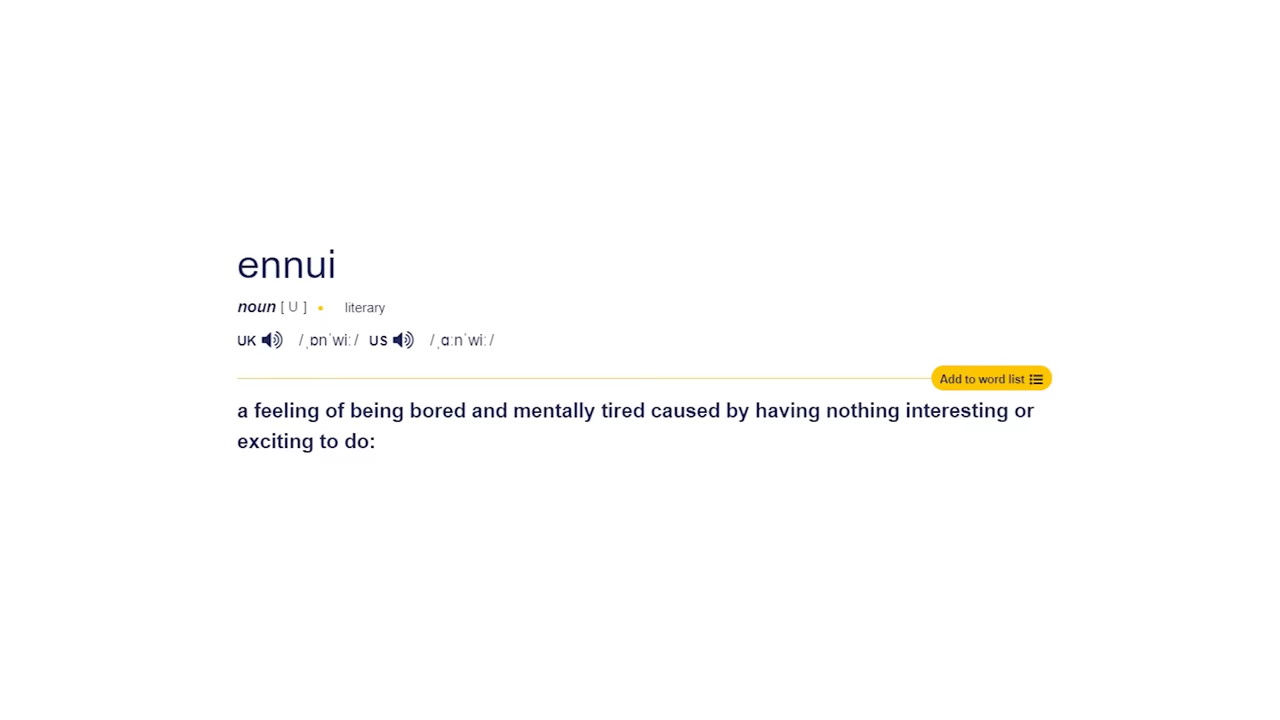 ennui
noun [ U ] • literary
UK /ˌɒnˈwiː/ US /ˌɑːnˈwiː/
Add to word list
a feeling of being bored and mentally tired caused by having nothing interesting or
exciting to do: